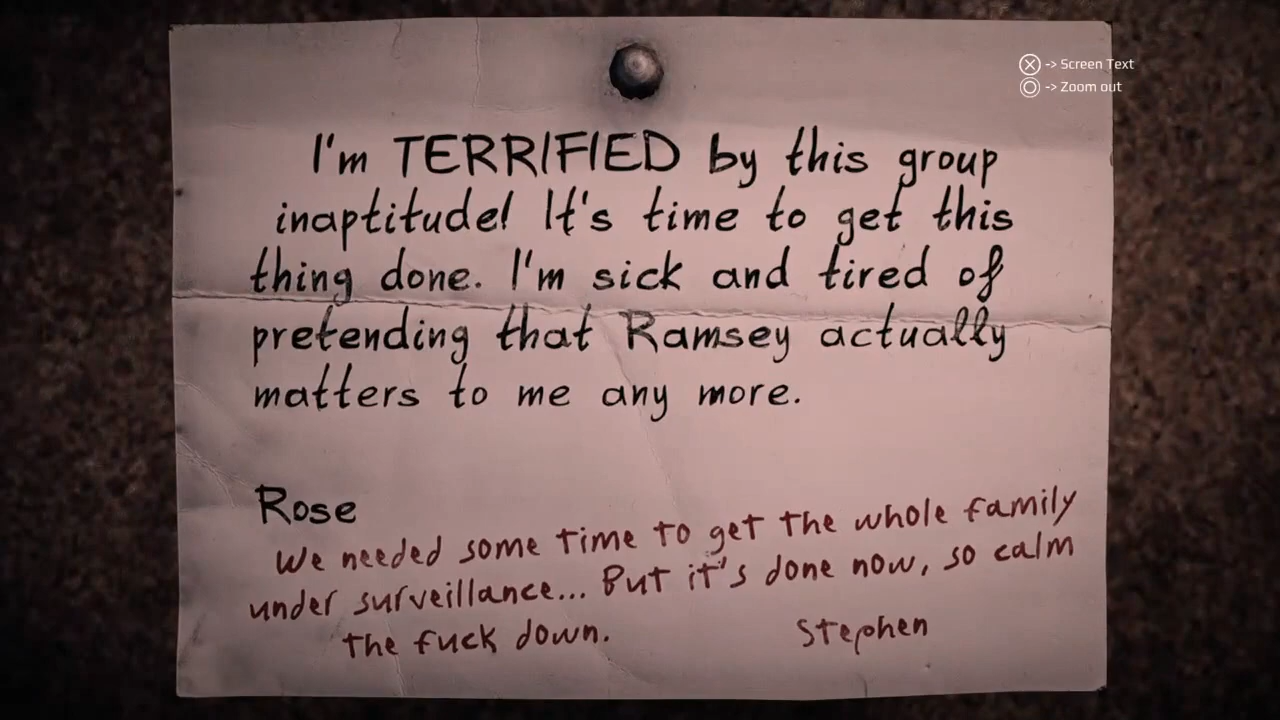 Ⓧ -> Screen Text
◯ -> Zoom out
I'm TERRIFIED by this group
inaptitude! It's time to get this
thing done. I'm sick and tired of
pretending that Ramsey actually
matters to me any more.
Rose
We needed some time to get the whole family
under surveillance... But it's done now, so calm
the fuck down.
Stephen